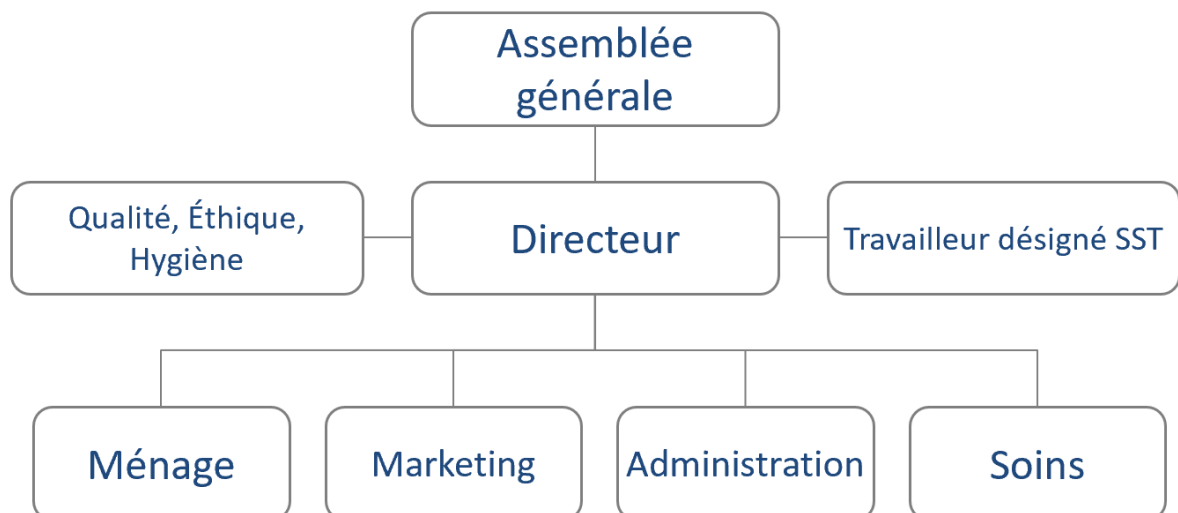 Assemblée
générale
Qualité, Éthique,
Hygiène
Directeur
Travailleur désigné SST
Ménage
Marketing
Administration
Soins